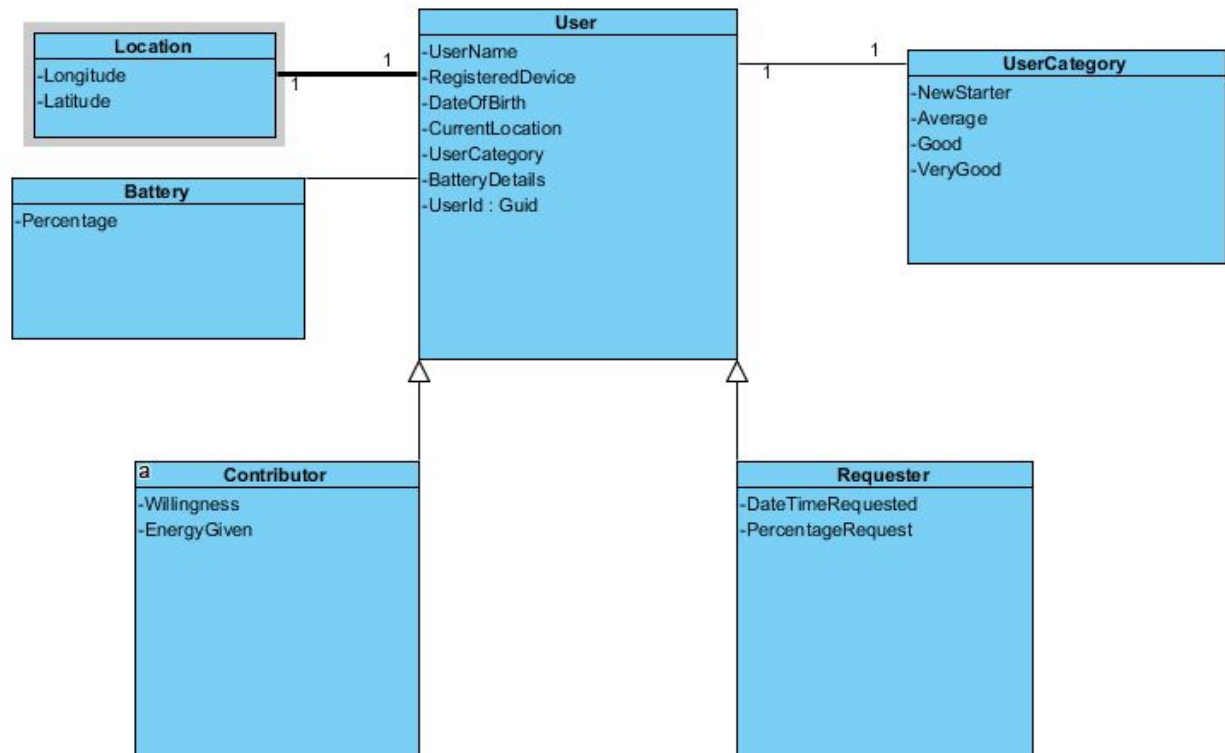 Location
-Longitude
-Latitude
1
1
User
-UserName
-RegisteredDevice
-DateOfBirth
-CurrentLocation
-UserCategory
-BatteryDetails
-UserId : Guid
1
1
UserCategory
-NewStarter
-Average
-Good
-VeryGood
Battery
-Percentage
a
Contributor
-Willingness
-EnergyGiven
Requester
-DateTimeRequested
-PercentageRequest